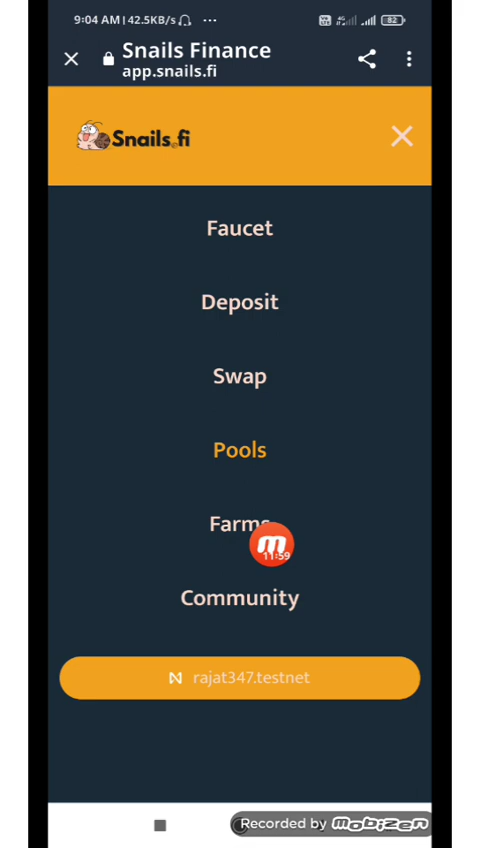 9:04 AM | 42.5KB/s ... 82
Snails Finance
app.snails.fi
Snails.fi
Faucet
Deposit
Swap
Pools
Farms
11:59
Community
rajat347.testnet
Recorded by mobizen